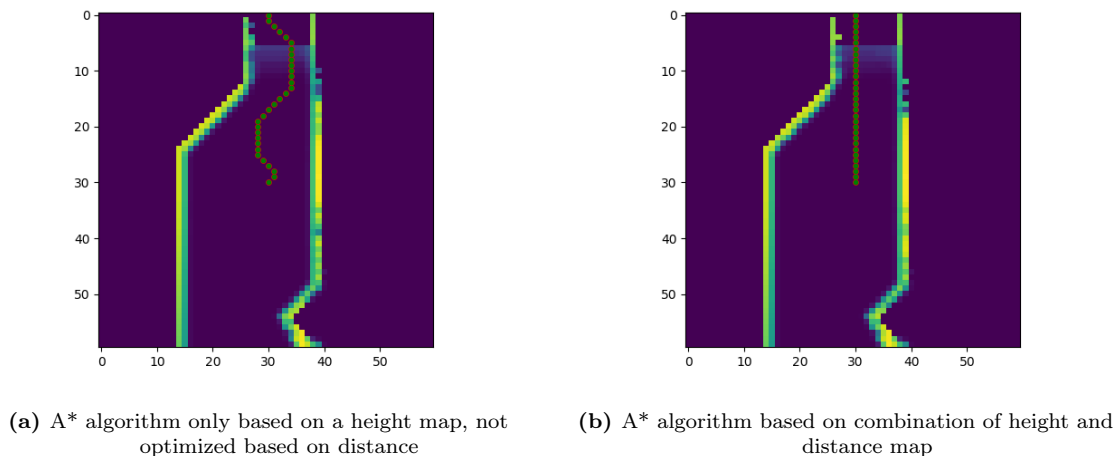 0
10
20
30
40
50
0 10 20 30 40 50
0
10
20
30
40
50
0 10 20 30 40 50
(a) A* algorithm only based on a height map, not
optimized based on distance
(b) A* algorithm based on combination of height and
distance map